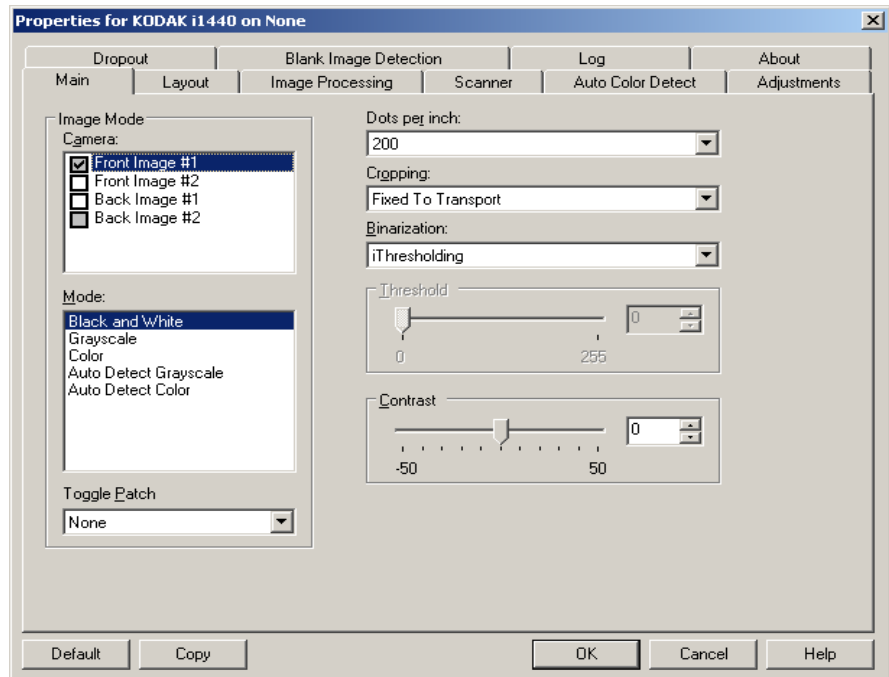 Properties for KODAK i1440 on None
Dropout Blank Image Detection Log About
Main Layout Image Processing Scanner Auto Color Detect Adjustments
Image Mode
Camera:
Front Image #1
Front Image #2
Back Image #1
Back Image #2
Mode:
Black and White
Grayscale
Color
Auto Detect Grayscale
Auto Detect Color
Toggle Patch
None
Dots per inch:
200
Cropping:
Fixed To Transport
Binarization:
iThresholding
Threshold
0
0 255
Contrast
0
-50 50
Default Copy OK Cancel Help